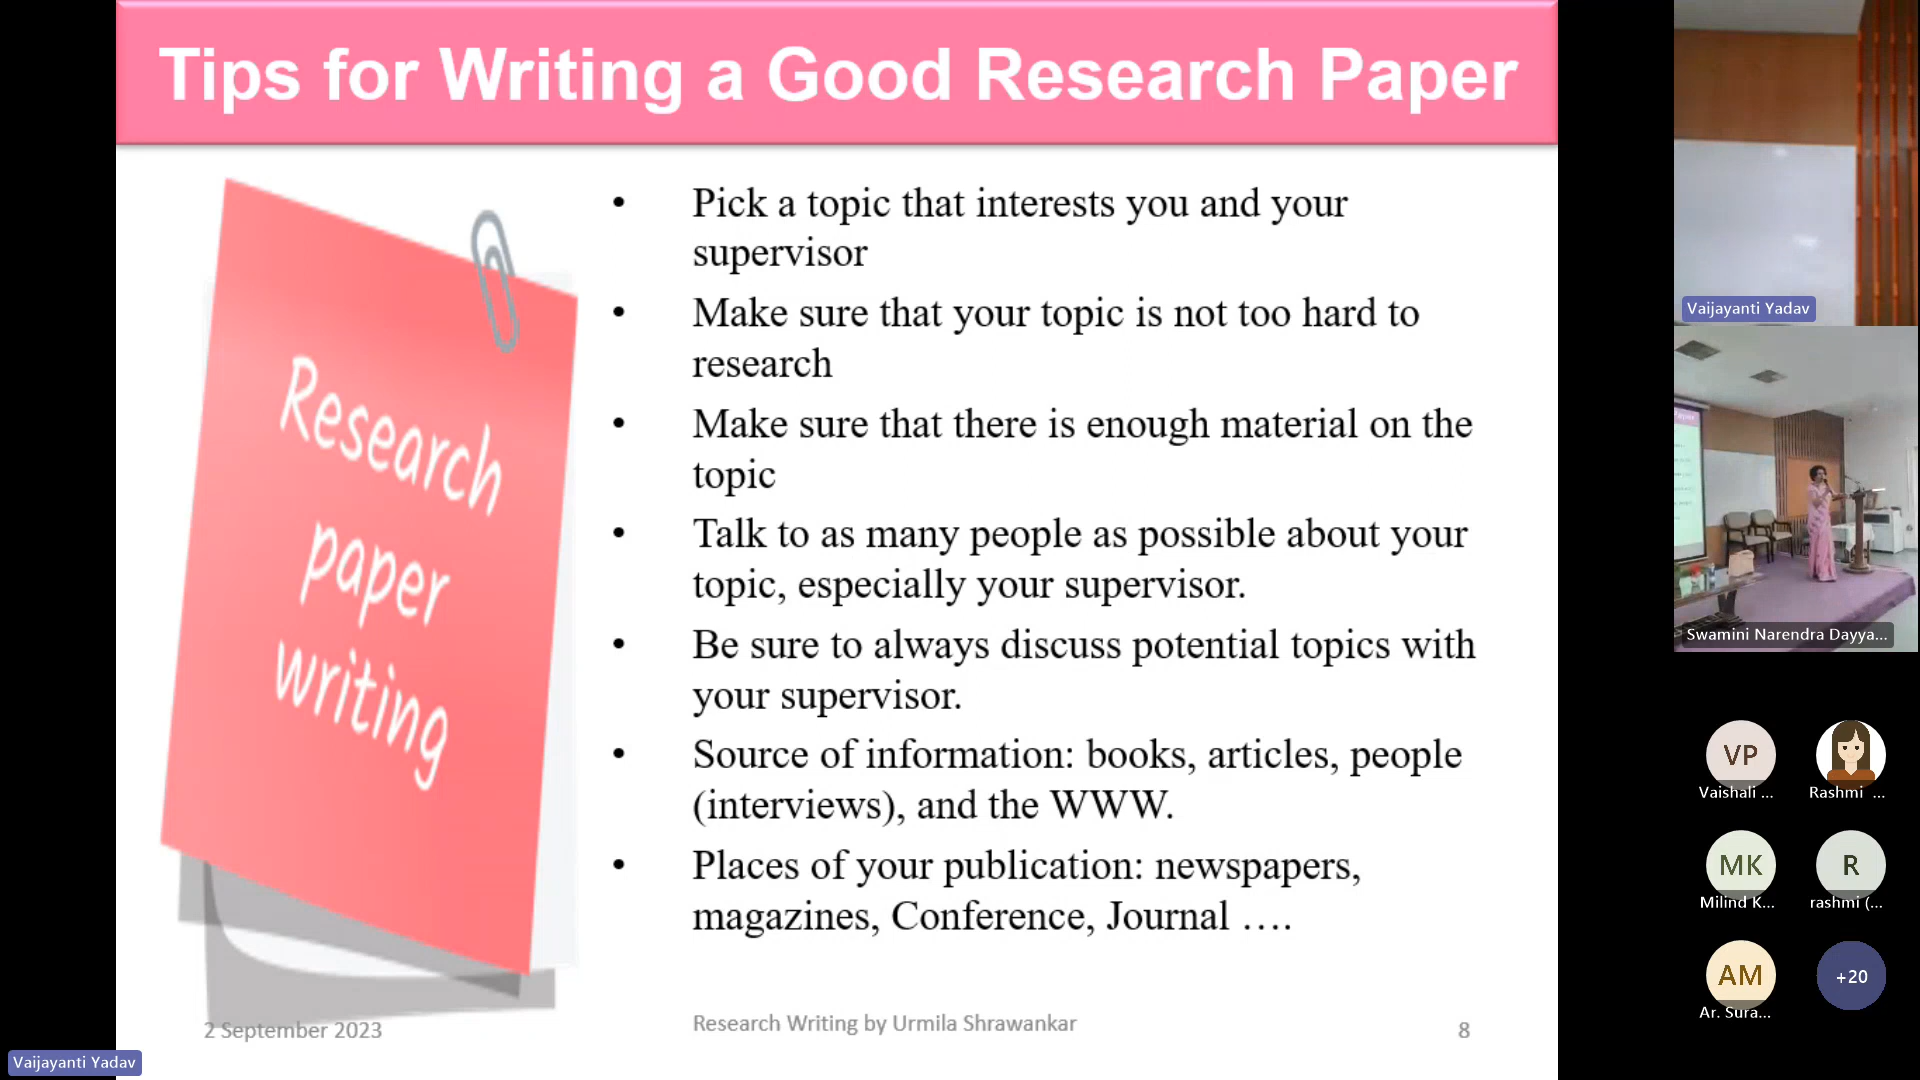 Tips for Writing a Good Research Paper
Research
paper
writing
• Pick a topic that interests you and your
supervisor
• Make sure that your topic is not too hard to
research
• Make sure that there is enough material on the
topic
• Talk to as many people as possible about your
topic, especially your supervisor.
• Be sure to always discuss potential topics with
your supervisor.
• Source of information: books, articles, people
(interviews), and the WWW.
• Places of your publication: newspapers,
magazines, Conference, Journal ….
2 September 2023
Research Writing by Urmila Shrawankar
8
Vaijayanti Yadav
Vaijayanti Yadav
Swamini Narendra Dayya...
VP
Vaishali ...
Rashmi ...
MK
Milind K...
R
rashmi (...
AM
Ar. Sura...
+20